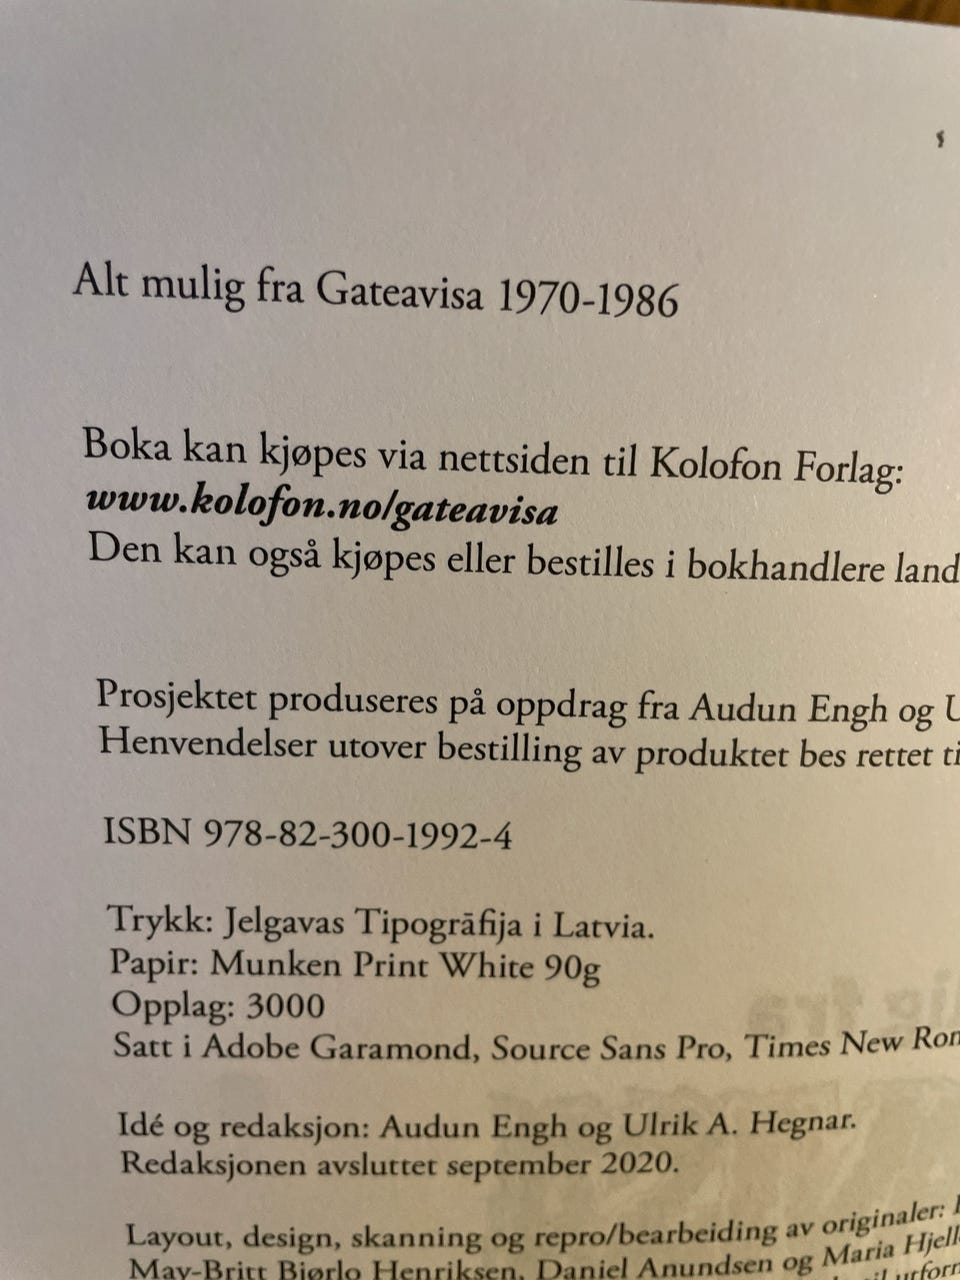 Alt mulig fra Gateavisa 1970-1986
Boka kan kjøpes via nettsiden til Kolofon Forlag:
www.kolofon.no/gateavisa
Den kan også kjøpes eller bestilles i bokhandlere land
Prosjektet produseres på oppdrag fra Audun Engh og U
Henvendelser utover bestilling av produktet bes rettet ti
ISBN 978-82-300-1992-4
Trykk: Jelgavas Tipogrāfija i Latvia.
Papir: Munken Print White 90g
Opplag: 3000
Satt i Adobe Garamond, Source Sans Pro, Times New Rom
Idé og redaksjon: Audun Engh og Ulrik A. Hegnar.
Redaksjonen avsluttet september 2020.
Layout, design, skanning og repro/bearbeiding av originaler:
May-Britt Bjørlo Henriksen, Daniel Anundsen og Maria Hjell